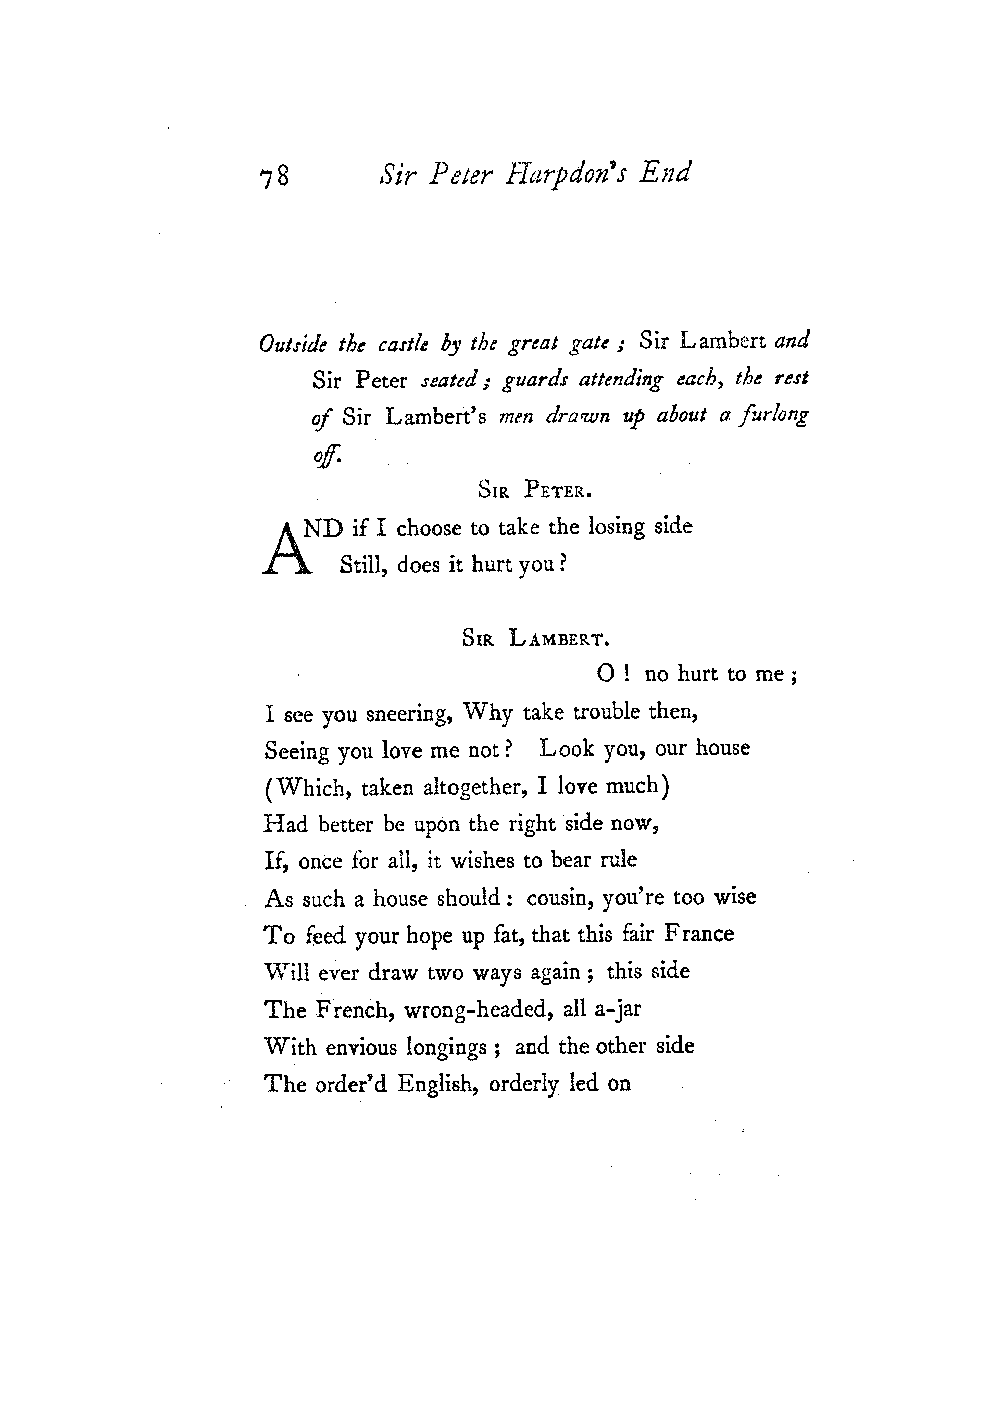 78 Sir Peter Harpdon's End
Outside the castle by the great gate ; Sir Lambert and
Sir Peter seated ; guards attending each, the rest
of Sir Lambert's men drawn up about a furlong
off.
SIR PETER.
AND if I choose to take the losing side
Still, does it hurt you ?
SIR LAMBERT.
O ! no hurt to me ;
I see you sneering, Why take trouble then,
Seeing you love me not ? Look you, our house
(Which, taken altogether, I love much)
Had better be upon the right side now,
If, once for all, it wishes to bear rule
As such a house should : cousin, you're too wise
To feed your hope up fat, that this fair France
Will ever draw two ways again ; this side
The French, wrong-headed, all a-jar
With envious longings ; and the other side
The order'd English, orderly led on